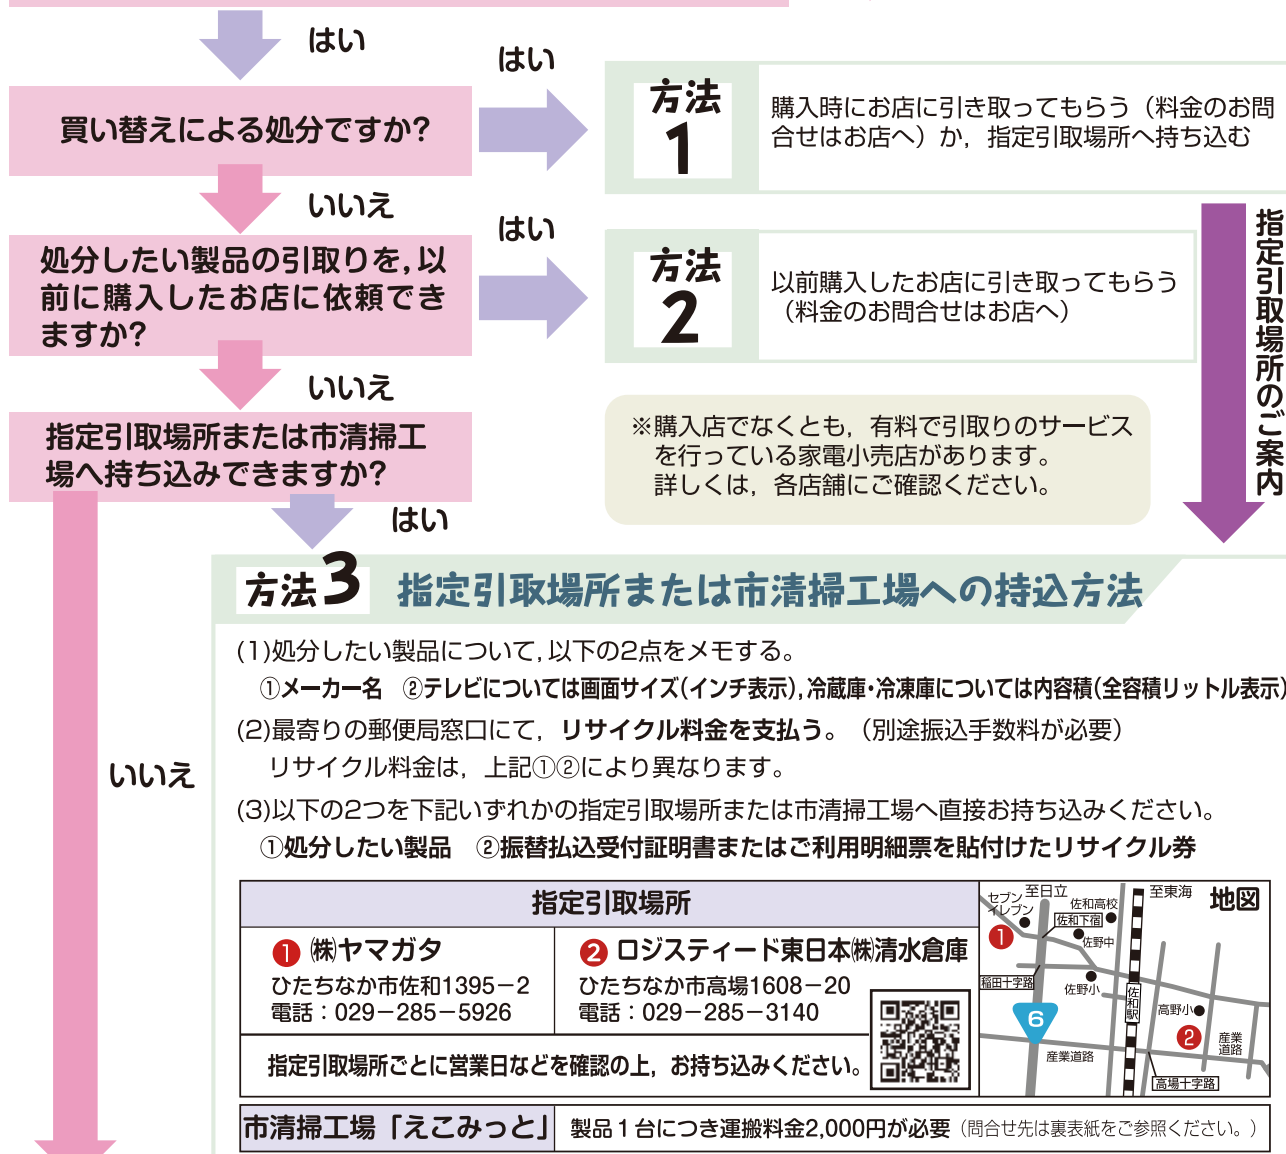 はい
はい
買い替えによる処分ですか?
方法
1
購入時にお店に引き取ってもらう（料金のお問
合せはお店へ）か，指定引取場所へ持ち込む
いいえ
はい
処分したい製品の引取りを,以
前に購入したお店に依頼でき
ますか?
方法
2
以前購入したお店に引き取ってもらう
（料金のお問合せはお店へ）
指定引取場所のご案内
いいえ
※購入店でなくとも，有料で引取りのサービス
を行っている家電小売店があります。
詳しくは，各店舗にご確認ください。
指定引取場所または市清掃工
場へ持ち込みできますか?
はい
いいえ
方法3 指定引取場所または市清掃工場への持込方法
(1)処分したい製品について,以下の2点をメモする。
①メーカー名　②テレビについては画面サイズ(インチ表示),冷蔵庫・冷凍庫については内容積(全容積リットル表示)
(2)最寄りの郵便局窓口にて，リサイクル料金を支払う。（別途振込手数料が必要）
リサイクル料金は，上記①②により異なります。
(3)以下の2つを下記いずれかの指定引取場所または市清掃工場へ直接お持ち込みください。
①処分したい製品　②振替払込受付証明書またはご利用明細票を貼付けたリサイクル券
指定引取場所
❶ ㈱ヤマガタ
ひたちなか市佐和1395－2
電話：029－285－5926
❷ ロジスティード東日本㈱清水倉庫
ひたちなか市高場1608－20
電話：029－285－3140
指定引取場所ごとに営業日などを確認の上，お持ち込みください。
地図
至日立
至東海
セブン
イレブン
佐和高校
佐和下宿
❶
佐野中
稲田十字路
佐野小
佐和駅
6
高野小
❷
産業
道路
産業道路
高場十字路
市清掃工場「えこみっと」
製品１台につき運搬料金2,000円が必要（問合せ先は裏表紙をご参照ください。）